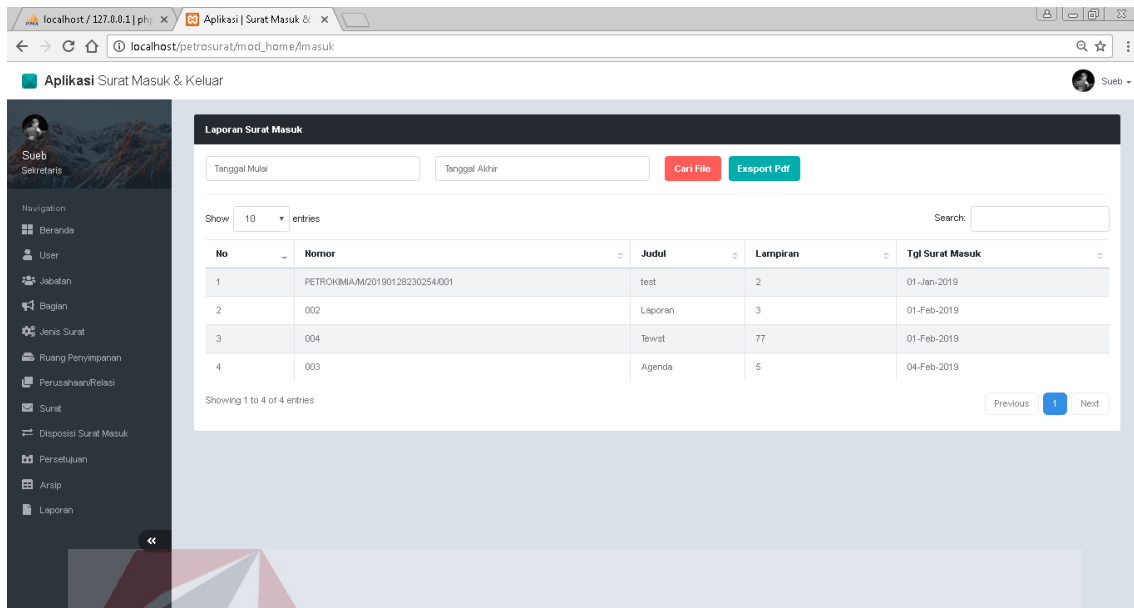 localhost / 127.0.0.1 | ph
Aplikasi | Surat Masuk &
localhost/petrosurat/mod_home/lmasuk
Aplikasi Surat Masuk & Keluar
Sueb
Sueb
Sekretaris
Navigation
Beranda
User
Jabatan
Bagian
Jenis Surat
Ruang Penyimpanan
Perusahaan/Relasi
Surat
Disposisi Surat Masuk
Persetujuan
Arsip
Laporan
Laporan Surat Masuk
Tanggal Mulai
Tanggal Akhir
Cari File
Exsport Pdf
Show 10 entries
Search:
No Nomor Judul Lampiran Tgl Surat Masuk
1 PETROKIMIA/M/20190128230254/001 test 2 01-Jan-2019
2 002 Laporan 3 01-Feb-2019
3 004 Tewst 77 01-Feb-2019
4 003 Agenda 5 04-Feb-2019
Showing 1 to 4 of 4 entries
Previous 1 Next